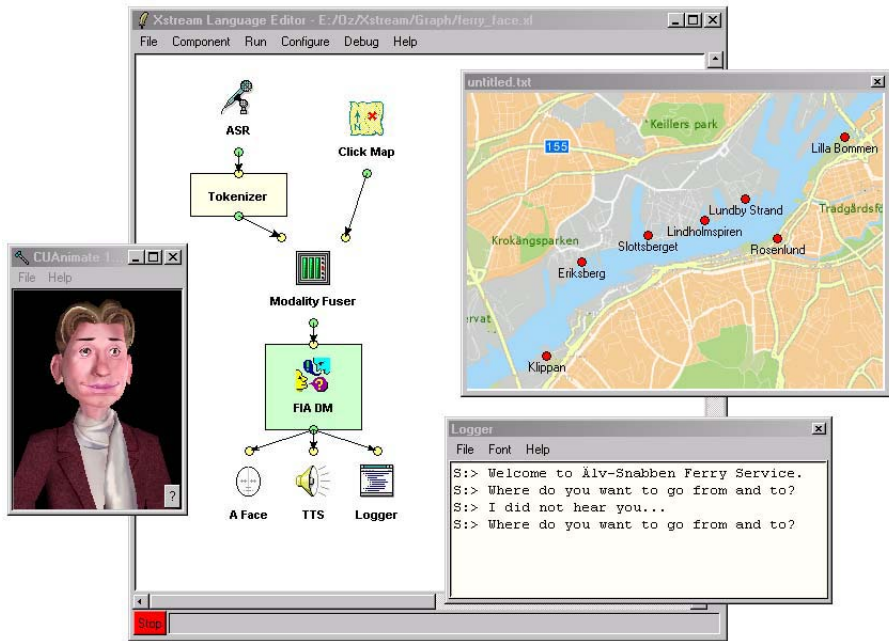 Xstream Language Editor - E:/Oz/Xstream/Graph/ferry_face.xl
File Component Run Configure Debug Help
ASR
Click Map
Tokenizer
Modality Fuser
FIA DM
A Face TTS Logger
Stop
CUAnimate 1...
File Help
?
untitled.txt
Keillers park
155
Lilla Bommen
Lundby Strand
Lindholmspiren
Trädgårdsfö
Krokängsparken
Slottsberget
Rosenlund
Eriksberg
ervat
Klippan
Logger
File Font Help
S:> Welcome to Älv-Snabben Ferry Service.
S:> Where do you want to go from and to?
S:> I did not hear you...
S:> Where do you want to go from and to?